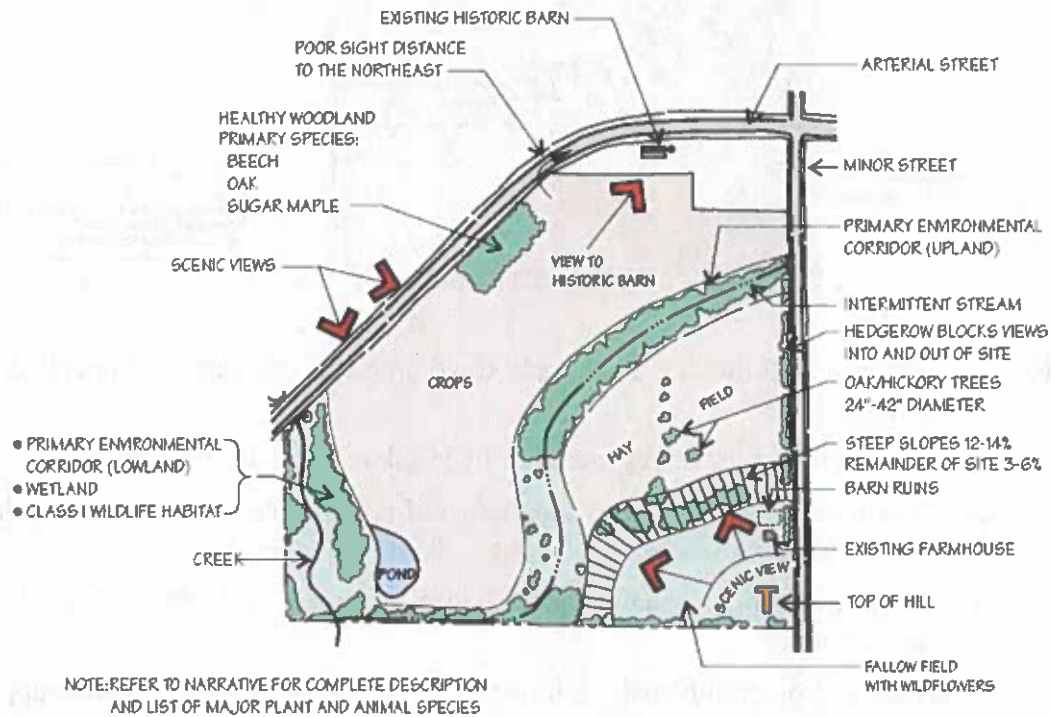 EXISTING HISTORIC BARN
POOR SIGHT DISTANCE
TO THE NORTHEAST
ARTERIAL STREET
HEALTHY WOODLAND
PRIMARY SPECIES:
BEECH
OAK
SUGAR MAPLE
MINOR STREET
PRIMARY ENVIRONMENTAL
CORRIDOR (UPLAND)
SCENIC VIEWS
VIEW TO
HISTORIC BARN
INTERMITTENT STREAM
HEDGEROW BLOCKS VIEWS
INTO AND OUT OF SITE
CROPS
HAY FIELD
OAK/HICKORY TREES
24"-42" DIAMETER
• PRIMARY ENVIRONMENTAL
CORRIDOR (LOWLAND)
• WETLAND
• CLASS I WILDLIFE HABITAT
STEEP SLOPES 12-14%
REMAINDER OF SITE 3-6%
BARN RUINS
CREEK
POND
EXISTING FARMHOUSE
SCENIC VIEW
T
TOP OF HILL
FALLOW FIELD
WITH WILDFLOWERS
NOTE: REFER TO NARRATIVE FOR COMPLETE DESCRIPTION
AND LIST OF MAJOR PLANT AND ANIMAL SPECIES